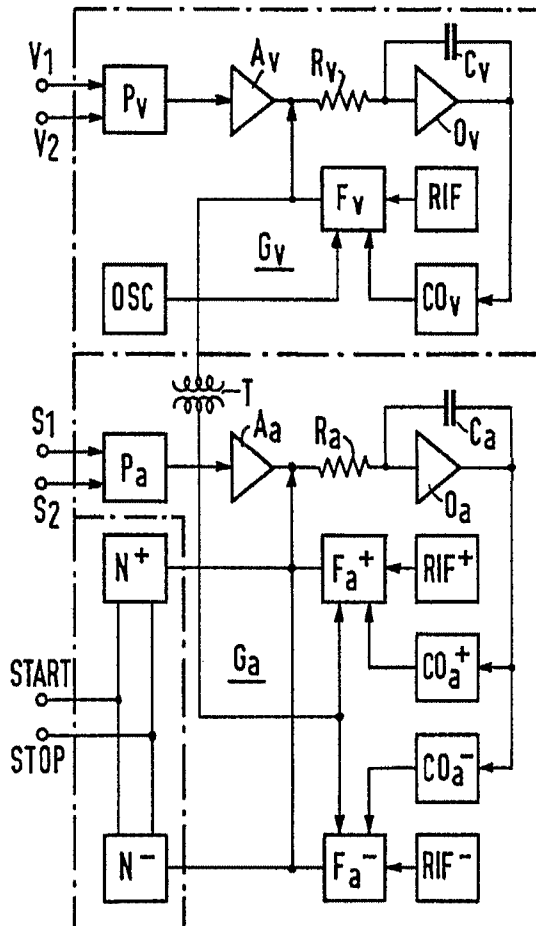 V1
V2
Pv
Av
Rv
Cv
Ov
Fv
RIF
Gv
OSC
COv
T
S1
S2
Pa
Aa
Ra
Ca
Oa
N+
Fa+
RIF+
START
STOP
Ga
COa+
COa-
N-
Fa-
RIF-